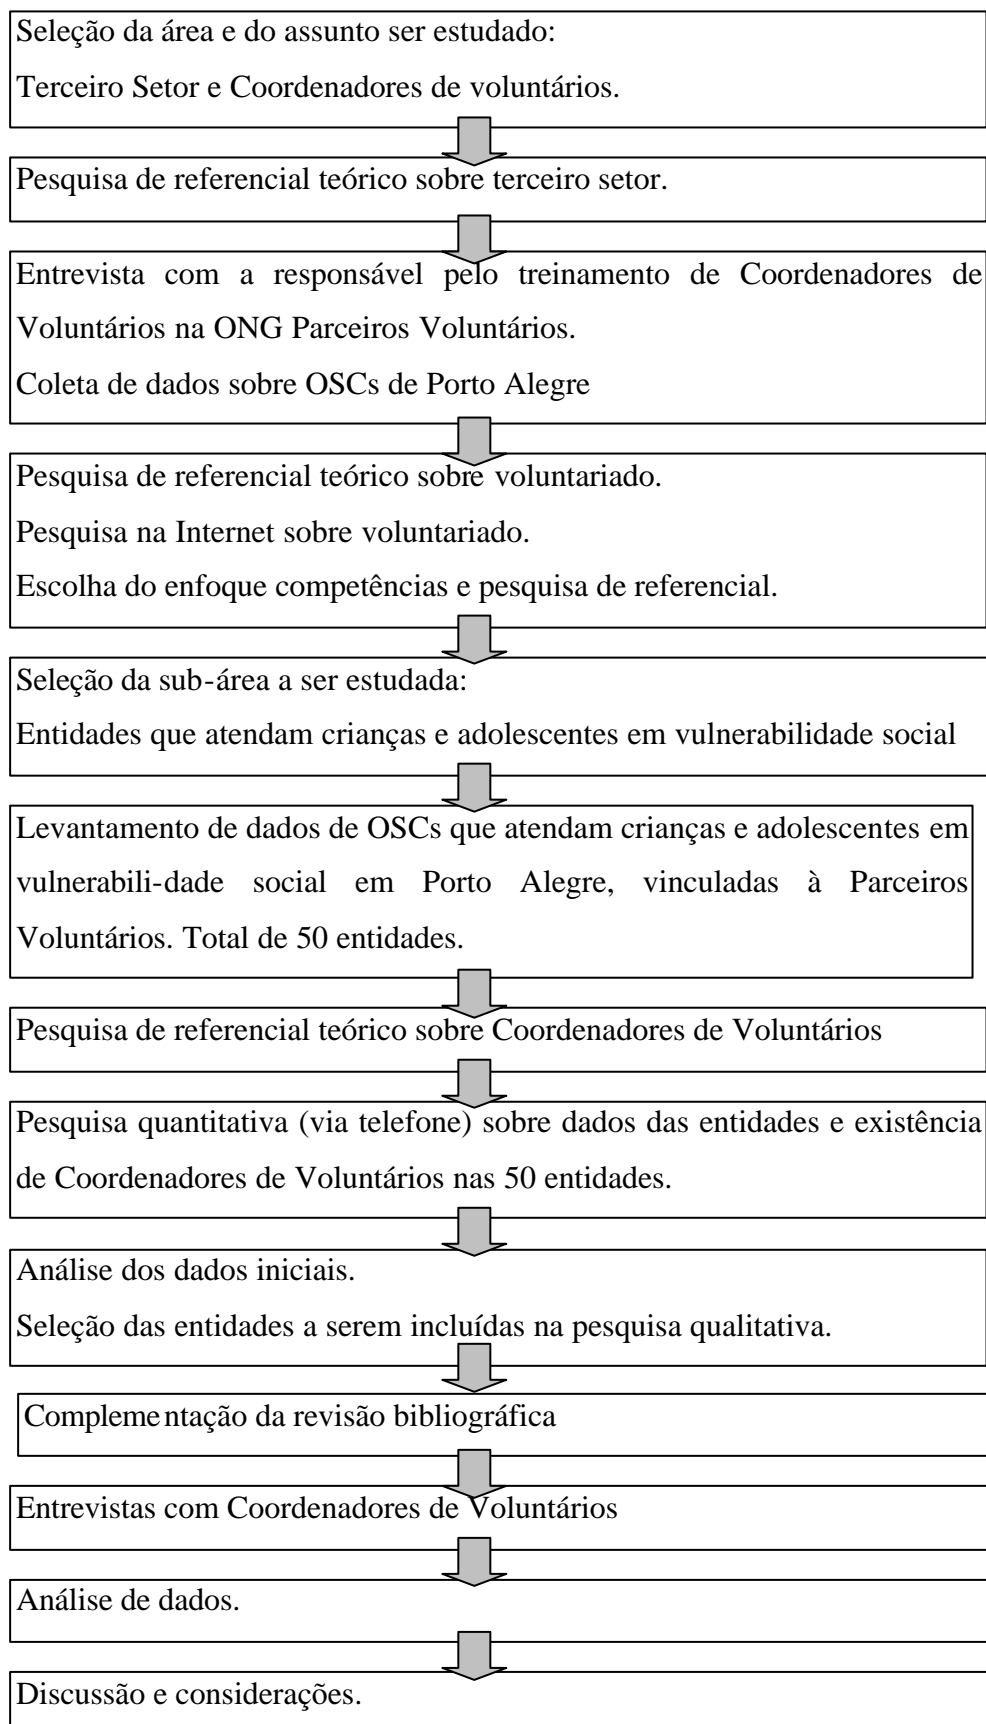 Seleção da área e do assunto ser estudado:
Terceiro Setor e Coordenadores de voluntários.
Pesquisa de referencial teórico sobre terceiro setor.
Entrevista com a responsável pelo treinamento de Coordenadores de
Voluntários na ONG Parceiros Voluntários.
Coleta de dados sobre OSCs de Porto Alegre
Pesquisa de referencial teórico sobre voluntariado.
Pesquisa na Internet sobre voluntariado.
Escolha do enfoque competências e pesquisa de referencial.
Seleção da sub-área a ser estudada:
Entidades que atendam crianças e adolescentes em vulnerabilidade social
Levantamento de dados de OSCs que atendam crianças e adolescentes em
vulnerabili-dade social em Porto Alegre, vinculadas à Parceiros
Voluntários. Total de 50 entidades.
Pesquisa de referencial teórico sobre Coordenadores de Voluntários
Pesquisa quantitativa (via telefone) sobre dados das entidades e existência
de Coordenadores de Voluntários nas 50 entidades.
Análise dos dados iniciais.
Seleção das entidades a serem incluídas na pesquisa qualitativa.
Complementação da revisão bibliográfica
Entrevistas com Coordenadores de Voluntários
Análise de dados.
Discussão e considerações.